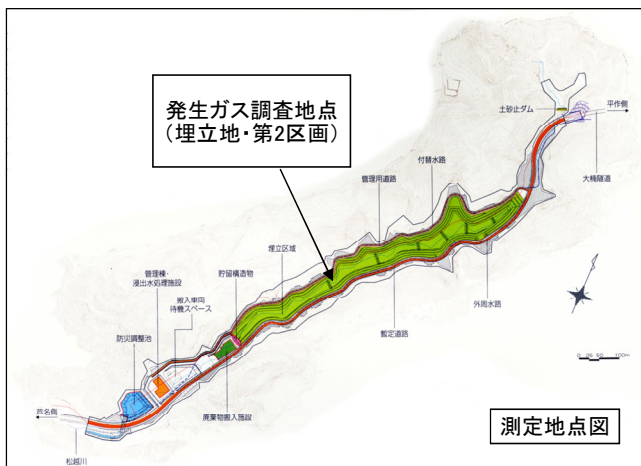 発生ガス調査地点
(埋立地・第2区画)
土砂止ダム
平作側
大楠隧道
付替水路
管理用道路
埋立区域
貯留構造物
管理棟・
浸出水処理施設
搬入車両
待機スペース
防災調整池
外周水路
暫定道路
廃棄物搬入施設
芦名側
松越川
0 25 50 100m
測定地点図